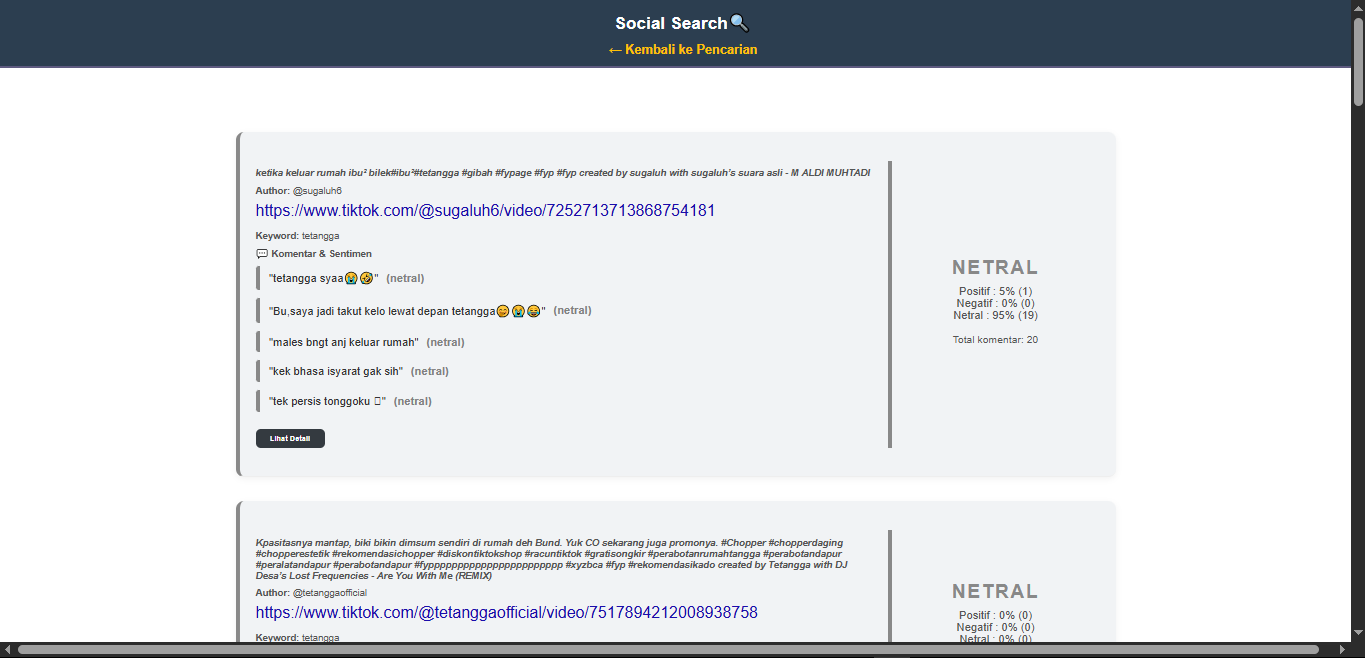 Social Search🔍
← Kembali ke Pencarian
ketika keluar rumah ibu² bilek#ibu²#tetangga #gibah #fypage #fyp #fyp created by sugaluh with sugaluh's suara asli - M ALDI MUHTADI
Author: @sugaluh6
https://www.tiktok.com/@sugaluh6/video/7252713713868754181
Keyword: tetangga
💬 Komentar & Sentimen
"tetangga syaa😭🤣" (netral)
"Bu,saya jadi takut kelo lewat depan tetangga😊😭😂" (netral)
"males bngt anj keluar rumah" (netral)
"kek bhasa isyarat gak sih" (netral)
"tek persis tonggoku ▯" (netral)
Lihat Detail
NETRAL
Positif : 5% (1)
Negatif : 0% (0)
Netral : 95% (19)
Total komentar: 20
Kpasitasnya mantap, biki bikin dimsum sendiri di rumah deh Bund. Yuk CO sekarang juga promonya. #Chopper #chopperdaging
#chopperestetik #rekomendasichopper #diskontiktokshop #racuntiktok #gratisongkir #perabotanrumahtangga #perabotandapur
#peralatandapur #perabotandapur #fyppppppppppppppppppppppp #xyzbca #fyp #rekomendasikado created by Tetangga with DJ
Desa's Lost Frequencies - Are You With Me (REMIX)
Author: @tetanggaofficial
https://www.tiktok.com/@tetanggaofficial/video/7517894212008938758
Keyword: tetangga
NETRAL
Positif : 0% (0)
Negatif : 0% (0)
Netral : 0% (0)